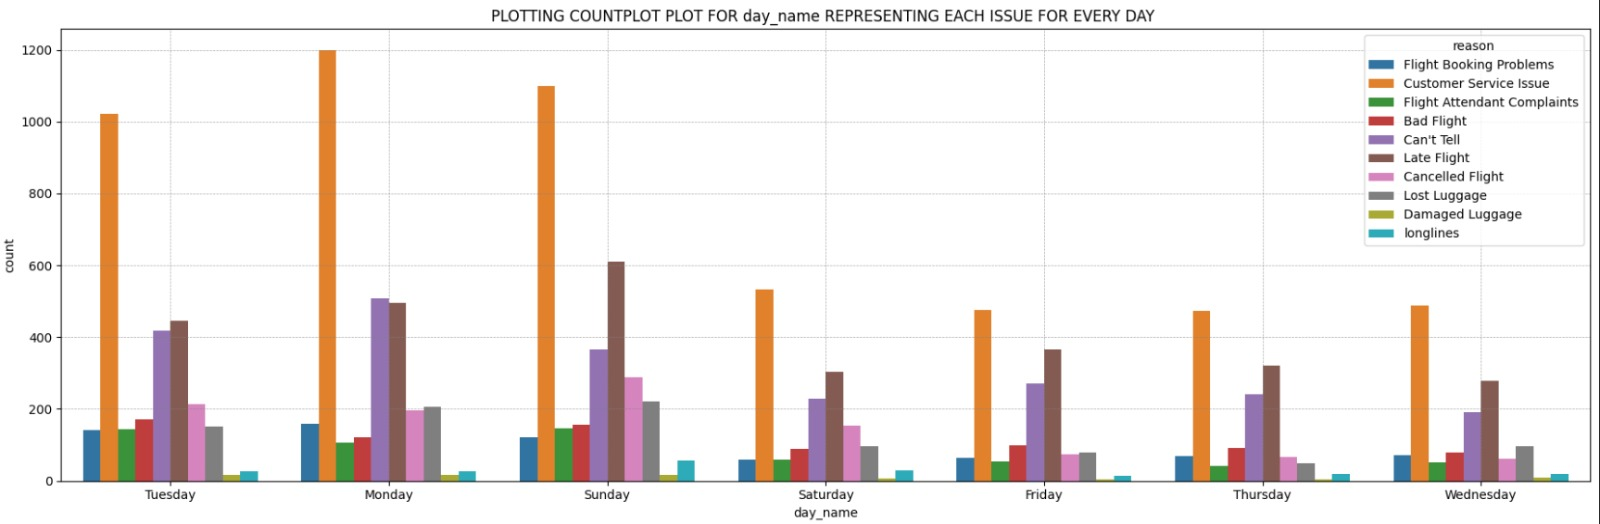 PLOTTING COUNTPLOT PLOT FOR day_name REPRESENTING EACH ISSUE FOR EVERY DAY
reason
Flight Booking Problems
Customer Service Issue
Flight Attendant Complaints
Bad Flight
Can't Tell
Late Flight
Cancelled Flight
Lost Luggage
Damaged Luggage
longlines
count
1200
1000
800
600
400
200
0
Tuesday Monday Sunday Saturday Friday Thursday Wednesday
day_name